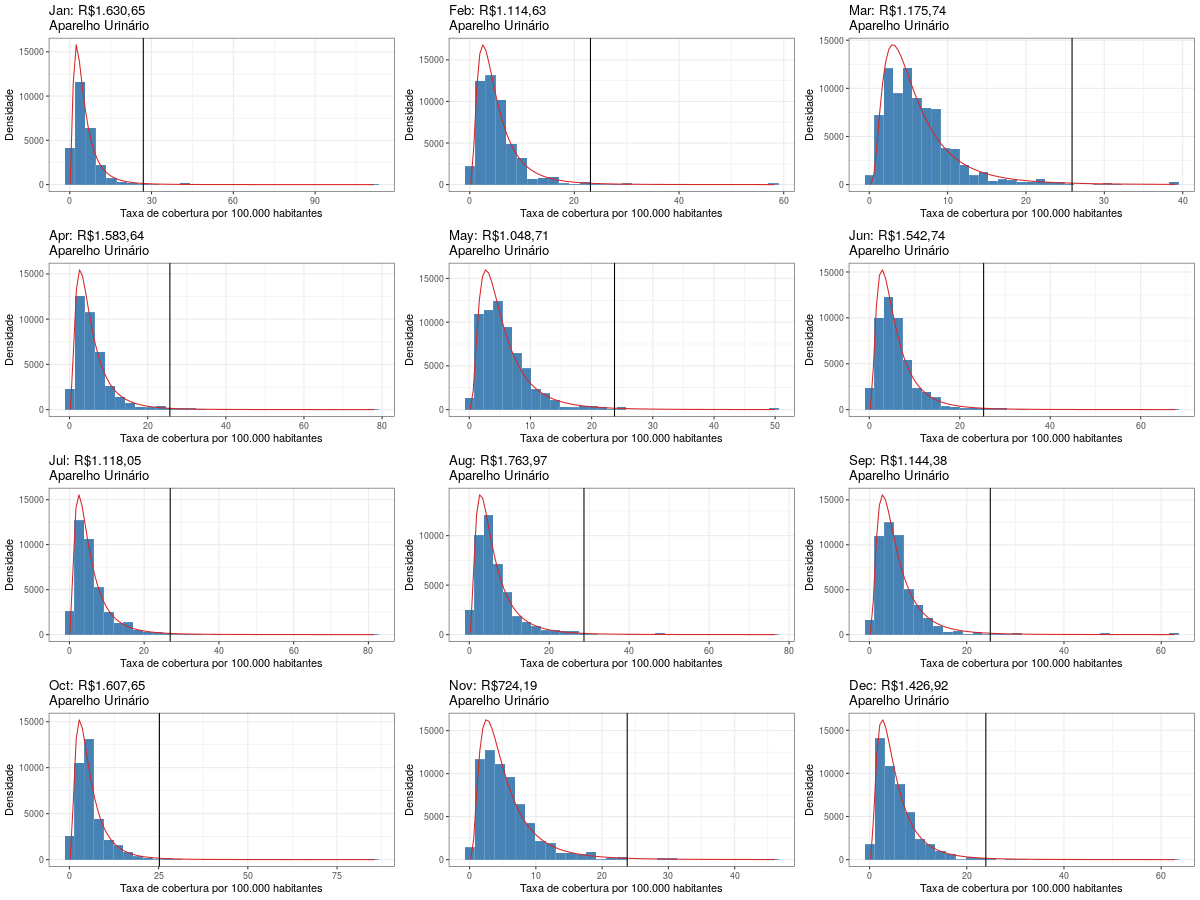 Jan: R$1.630,65
Aparelho Urinário
15000
10000
5000
0
Densidade
0 30 60 90
Taxa de cobertura por 100.000 habitantes
Feb: R$1.114,63
Aparelho Urinário
15000
10000
5000
0
Densidade
0 20 40 60
Taxa de cobertura por 100.000 habitantes
Mar: R$1.175,74
Aparelho Urinário
15000
10000
5000
0
Densidade
0 10 20 30 40
Taxa de cobertura por 100.000 habitantes
Apr: R$1.583,64
Aparelho Urinário
15000
10000
5000
0
Densidade
0 20 40 60 80
Taxa de cobertura por 100.000 habitantes
May: R$1.048,71
Aparelho Urinário
15000
10000
5000
0
Densidade
0 10 20 30 40 50
Taxa de cobertura por 100.000 habitantes
Jun: R$1.542,74
Aparelho Urinário
15000
10000
5000
0
Densidade
0 20 40 60
Taxa de cobertura por 100.000 habitantes
Jul: R$1.118,05
Aparelho Urinário
15000
10000
5000
0
Densidade
0 20 40 60 80
Taxa de cobertura por 100.000 habitantes
Aug: R$1.763,97
Aparelho Urinário
10000
5000
0
Densidade
0 20 40 60 80
Taxa de cobertura por 100.000 habitantes
Sep: R$1.144,38
Aparelho Urinário
15000
10000
5000
0
Densidade
0 20 40 60
Taxa de cobertura por 100.000 habitantes
Oct: R$1.607,65
Aparelho Urinário
15000
10000
5000
0
Densidade
0 25 50 75
Taxa de cobertura por 100.000 habitantes
Nov: R$724,19
Aparelho Urinário
15000
10000
5000
0
Densidade
0 10 20 30 40
Taxa de cobertura por 100.000 habitantes
Dec: R$1.426,92
Aparelho Urinário
15000
10000
5000
0
Densidade
0 20 40 60
Taxa de cobertura por 100.000 habitantes